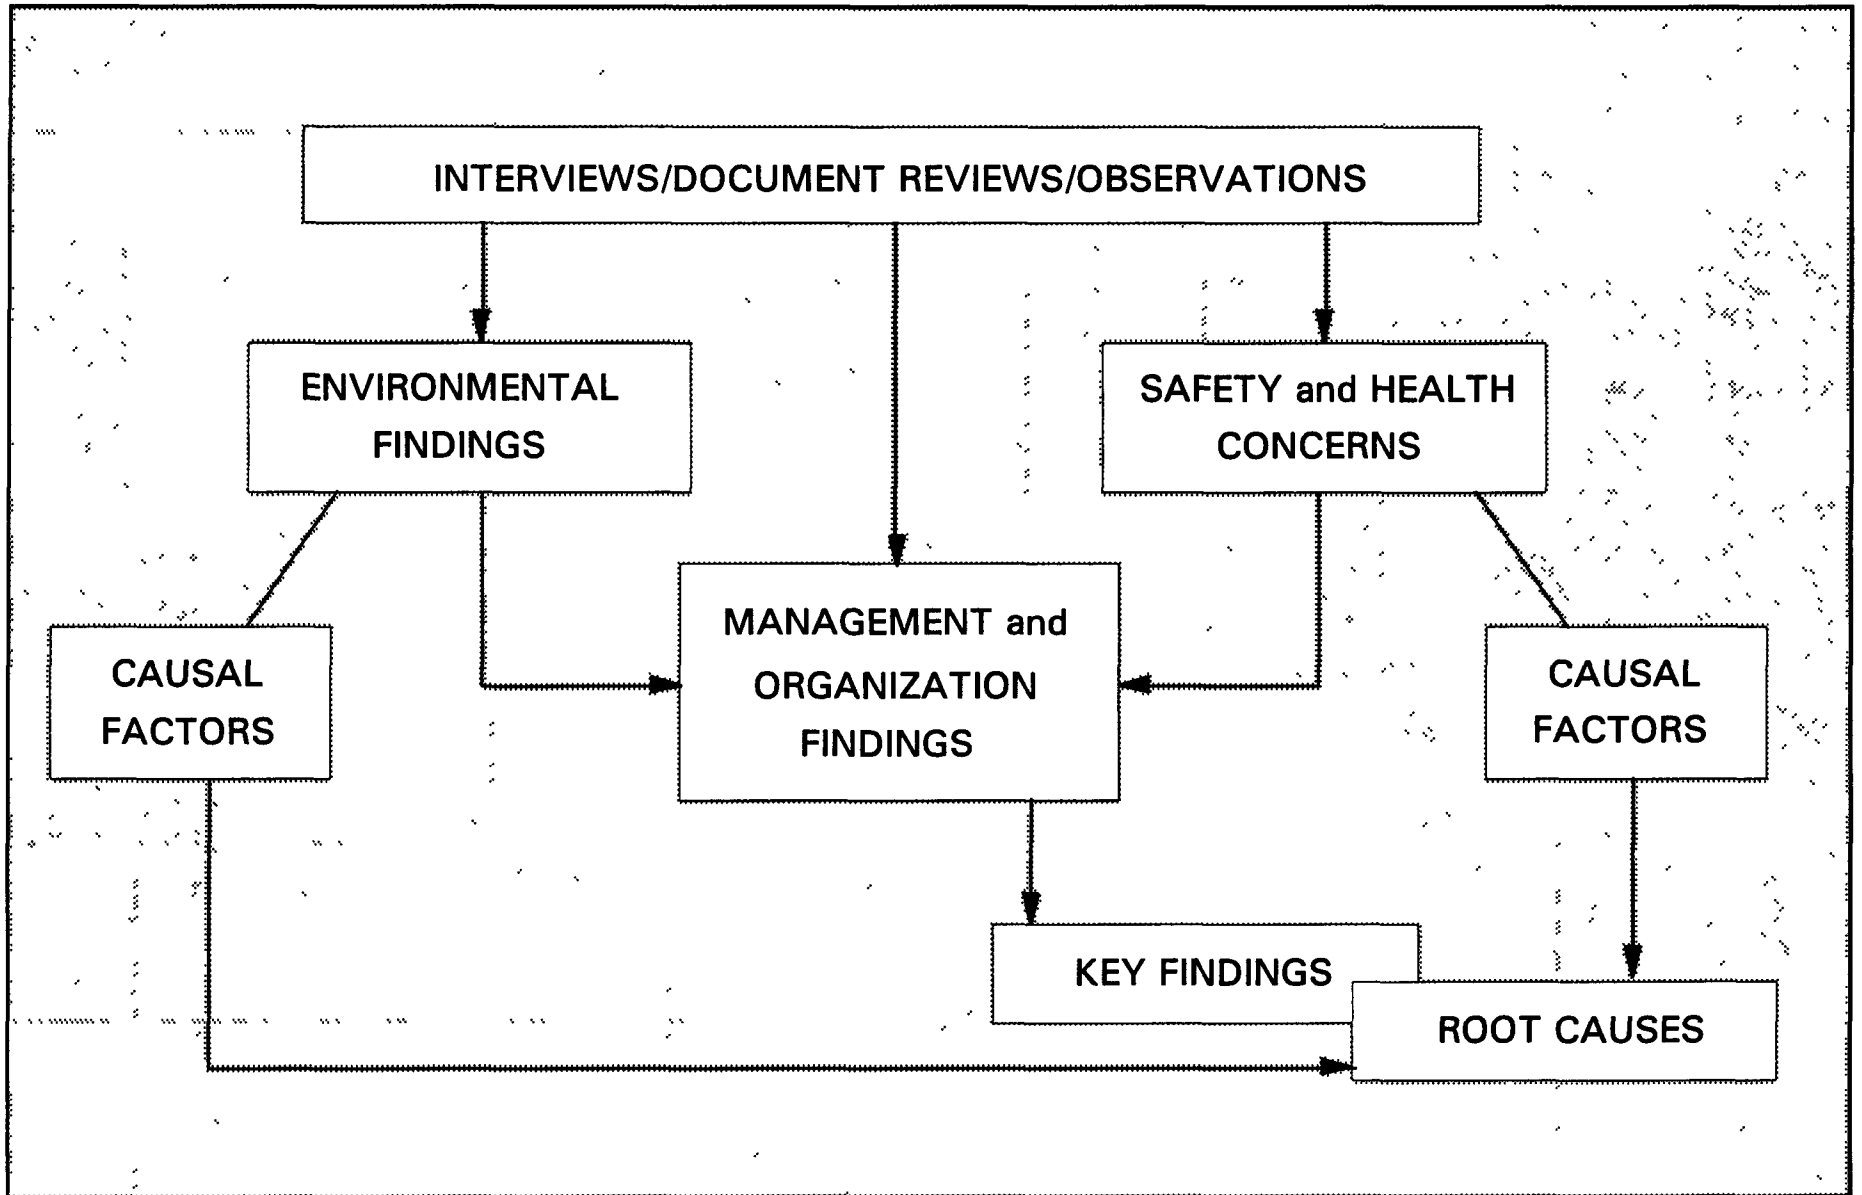 INTERVIEWS/DOCUMENT REVIEWS/OBSERVATIONS
ENVIRONMENTAL
FINDINGS
SAFETY and HEALTH
CONCERNS
MANAGEMENT and
ORGANIZATION
FINDINGS
CAUSAL
FACTORS
CAUSAL
FACTORS
KEY FINDINGS
ROOT CAUSES